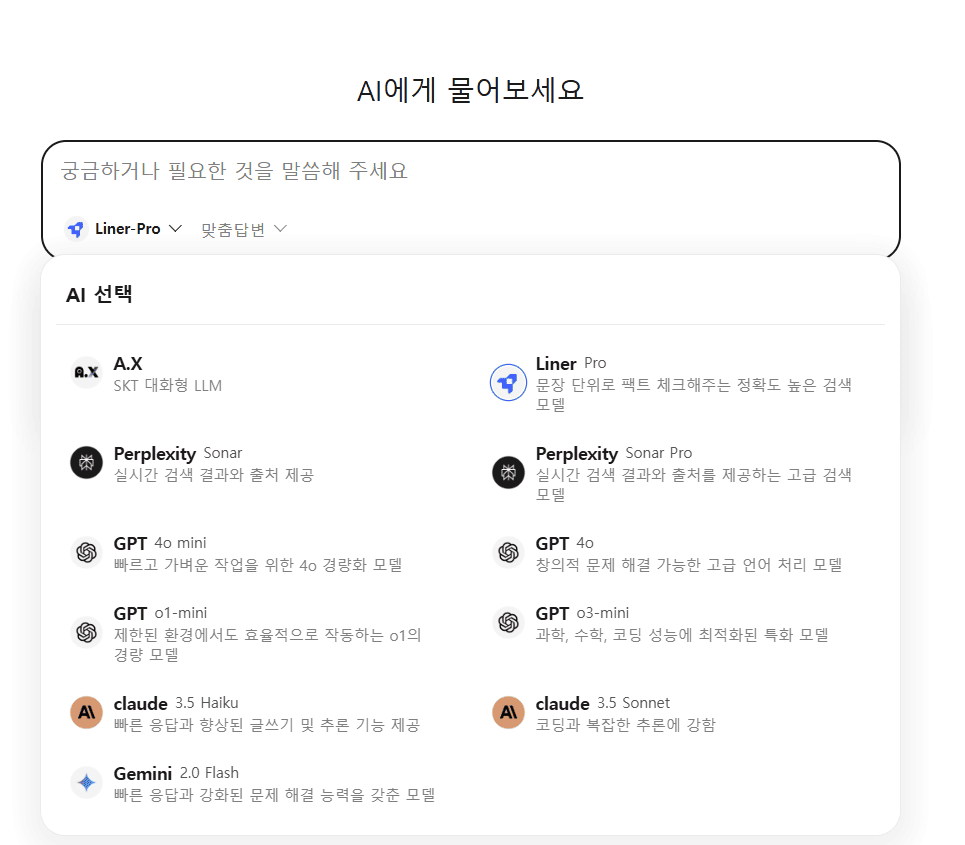 AI에게 물어보세요
궁금하거나 필요한 것을 말씀해 주세요
Liner-Pro 맞춤답변
AI 선택
A.X
SKT 대화형 LLM
Liner Pro
문장 단위로 팩트 체크해주는 정확도 높은 검색
모델
Perplexity Sonar
실시간 검색 결과와 출처 제공
Perplexity Sonar Pro
실시간 검색 결과와 출처를 제공하는 고급 검색
모델
GPT 4o mini
빠르고 가벼운 작업을 위한 4o 경량화 모델
GPT 4o
창의적 문제 해결 가능한 고급 언어 처리 모델
GPT o1-mini
제한된 환경에서도 효율적으로 작동하는 o1의
경량 모델
GPT o3-mini
과학, 수학, 코딩 성능에 최적화된 특화 모델
claude 3.5 Haiku
빠른 응답과 향상된 글쓰기 및 추론 기능 제공
claude 3.5 Sonnet
코딩과 복잡한 추론에 강함
Gemini 2.0 Flash
빠른 응답과 강화된 문제 해결 능력을 갖춘 모델